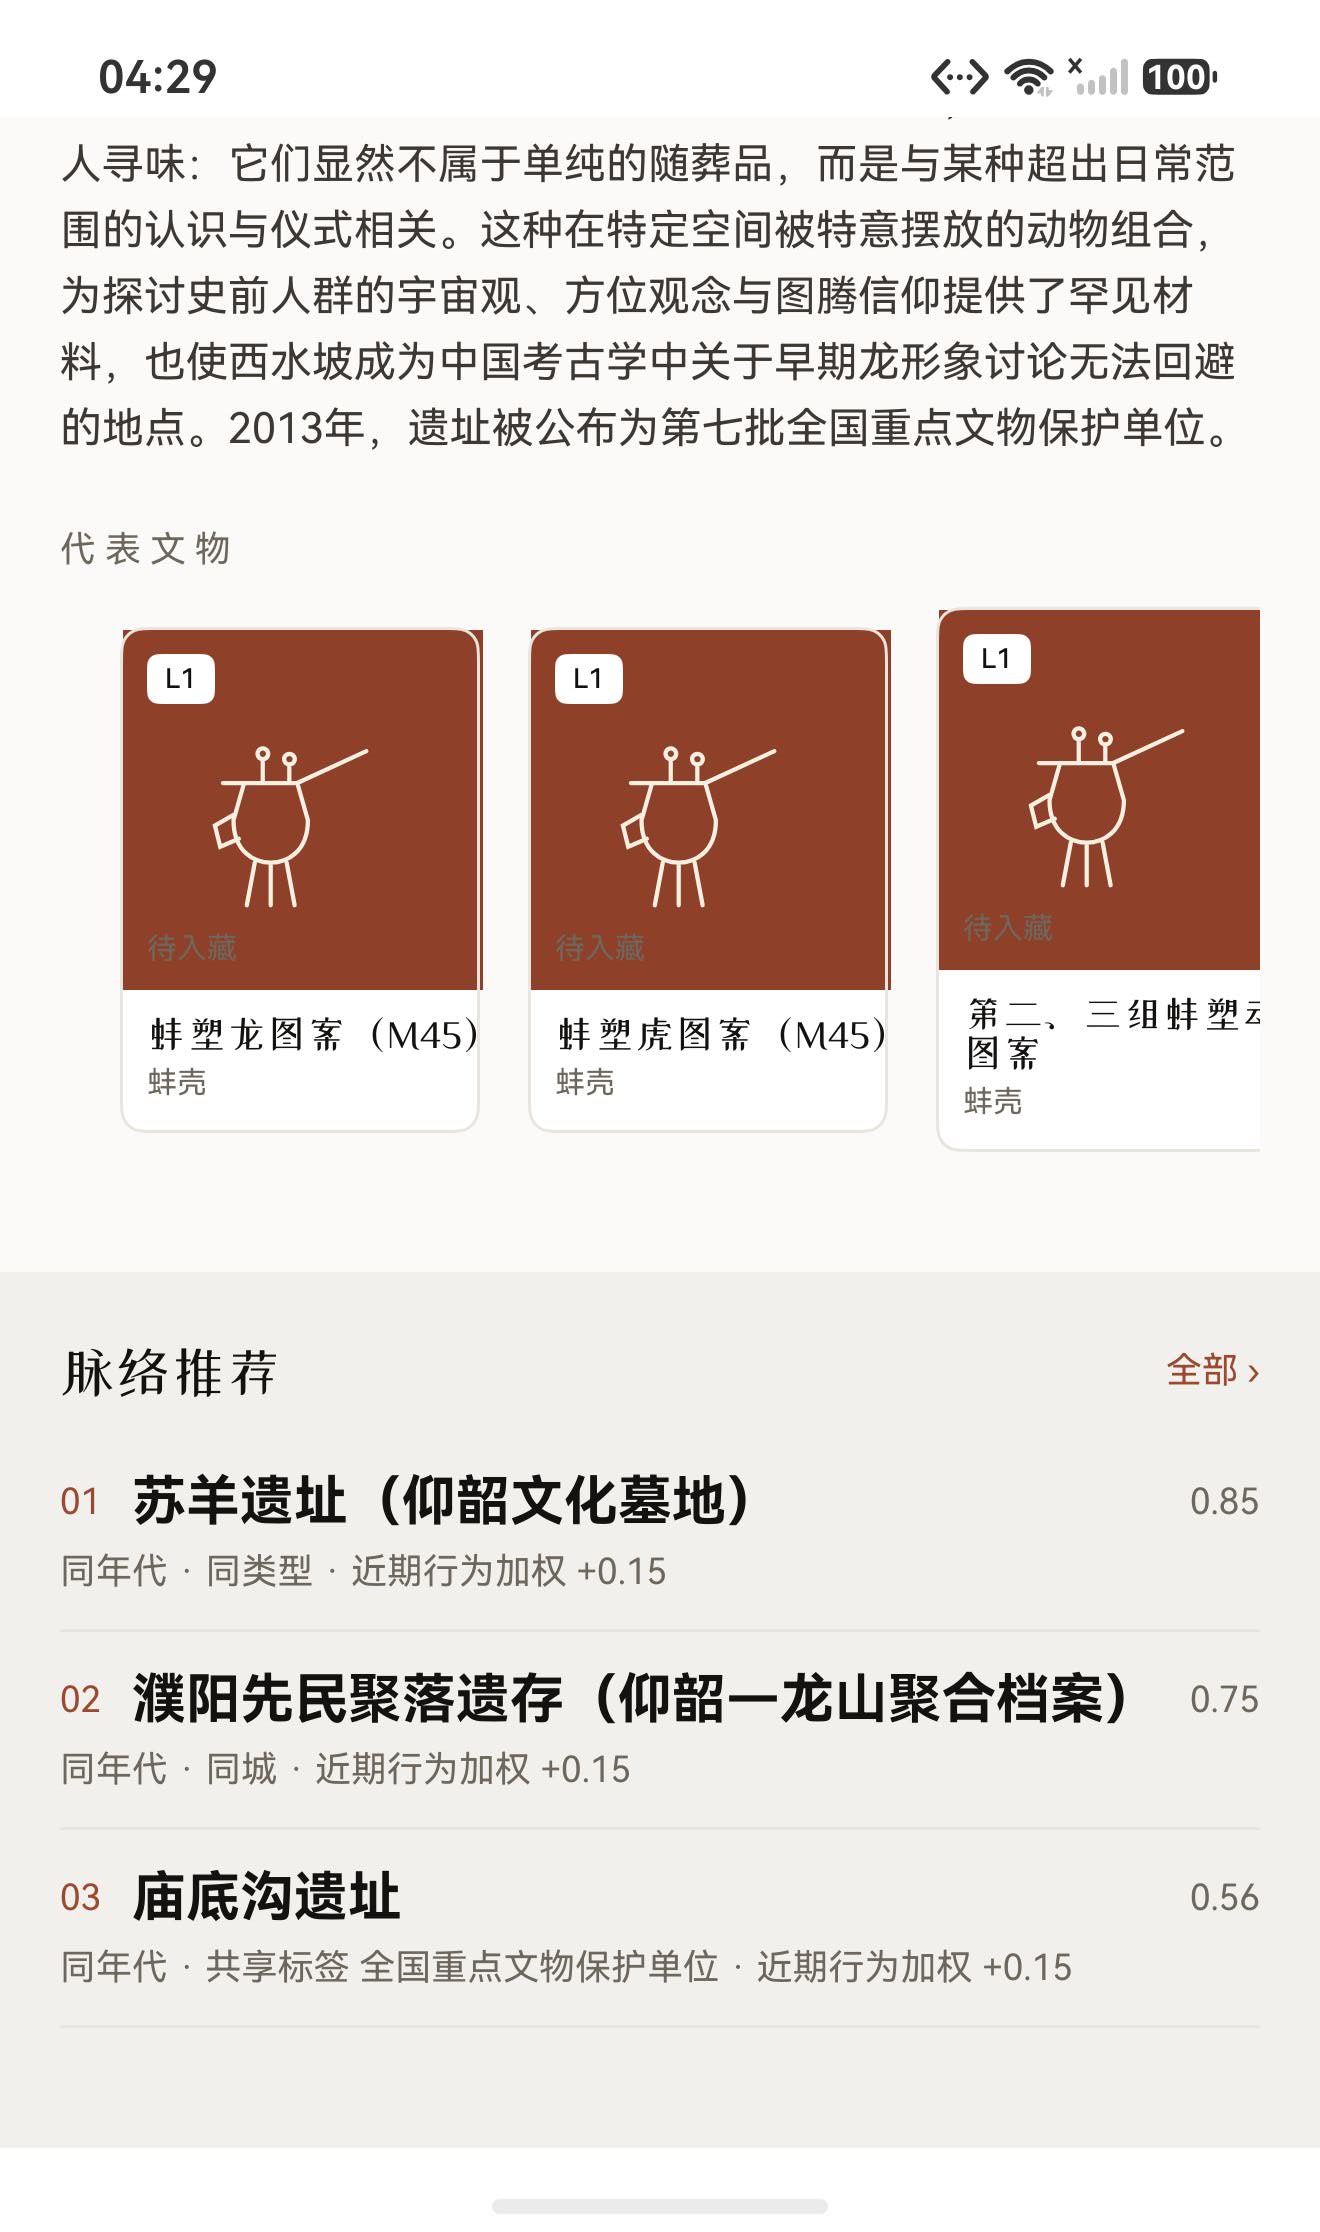 04:29
100
人寻味：它们显然不属于单纯的随葬品，而是与某种超出日常范
围的认识与仪式相关。这种在特定空间被特意摆放的动物组合，
为探讨史前人群的宇宙观、方位观念与图腾信仰提供了罕见材
料，也使西水坡成为中国考古学中关于早期龙形象讨论无法回避
的地点。2013年，遗址被公布为第七批全国重点文物保护单位。
代表文物
L1
待入藏
蚌塑龙图案（M45）
蚌壳
L1
待入藏
蚌塑虎图案（M45）
蚌壳
L1
待入藏
第二、三组蚌塑
图案
蚌壳
脉络推荐
全部 ›
01 苏羊遗址（仰韶文化墓地） 0.85
同年代 · 同类型 · 近期行为加权 +0.15
02 濮阳先民聚落遗存（仰韶一龙山聚合档案） 0.75
同年代 · 同城 · 近期行为加权 +0.15
03 庙底沟遗址 0.56
同年代 · 共享标签 全国重点文物保护单位 · 近期行为加权 +0.15